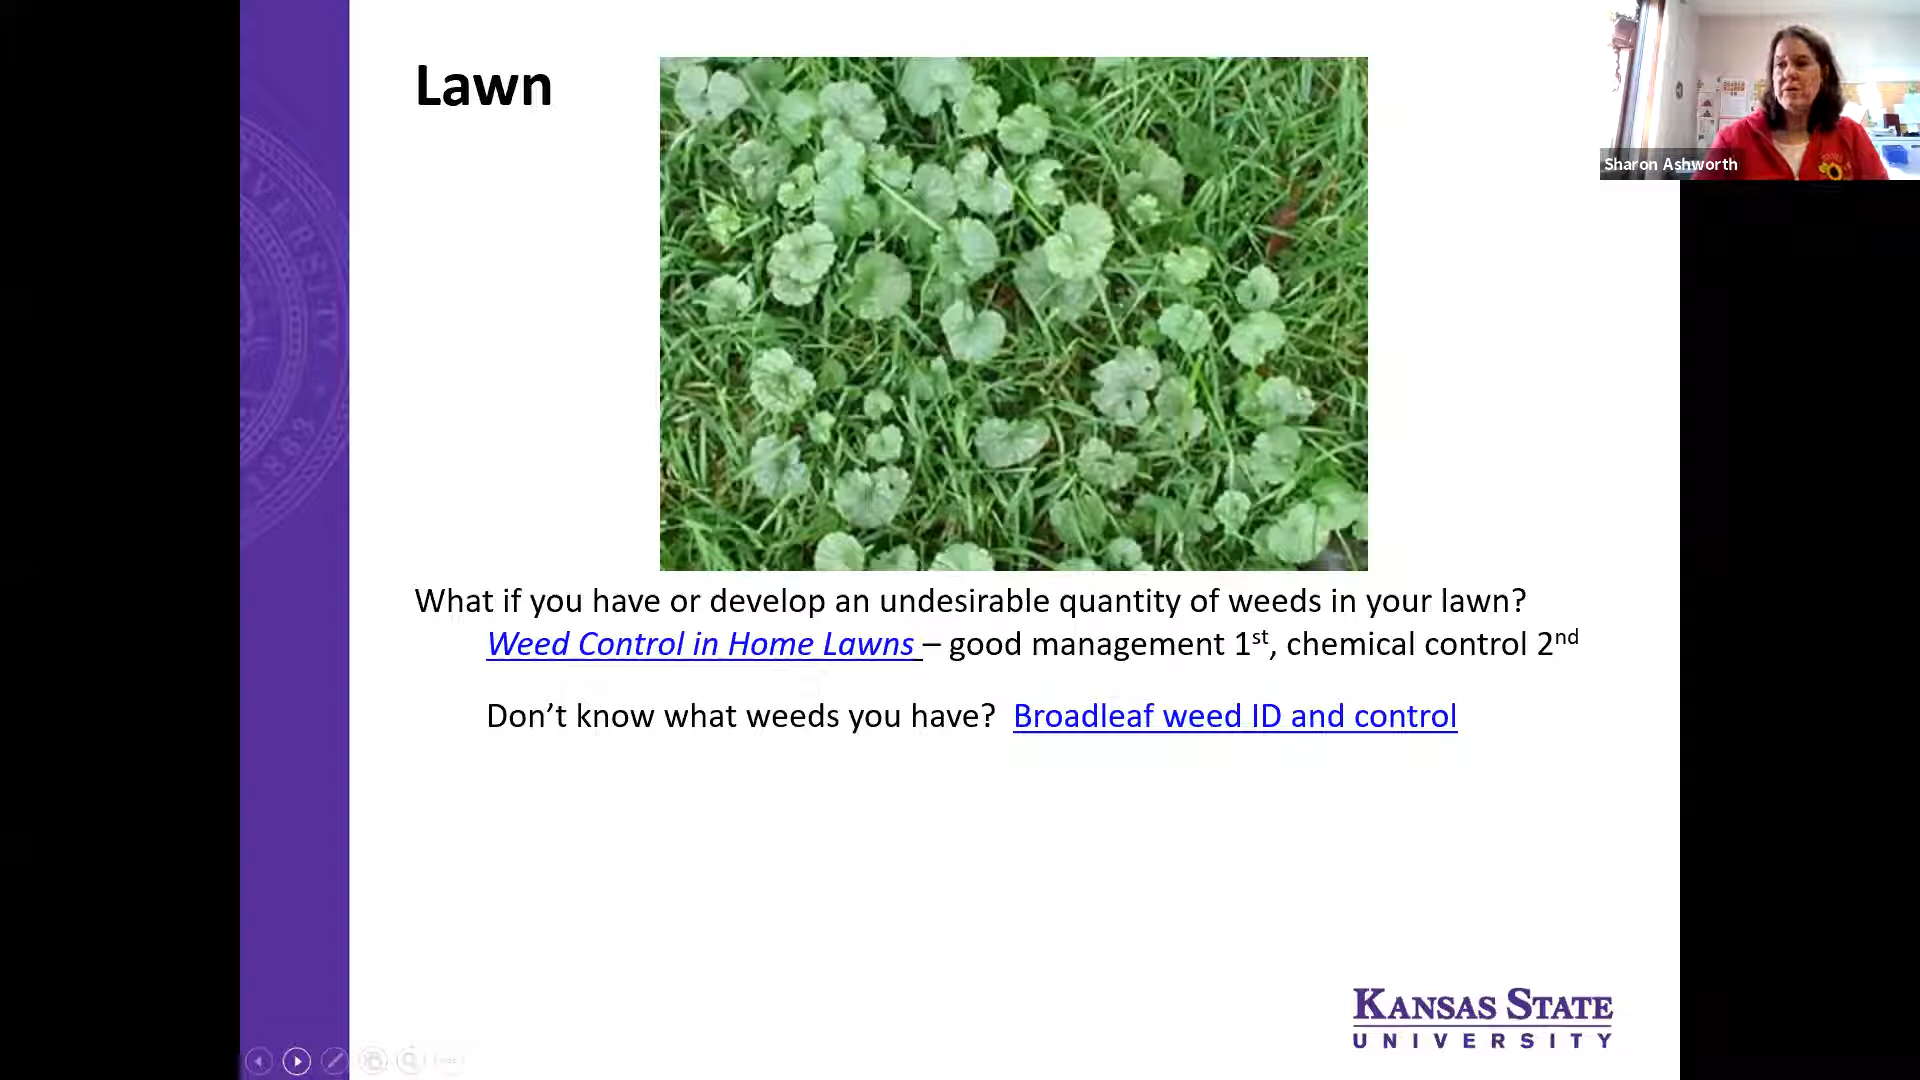 Lawn
Sharon Ashworth
What if you have or develop an undesirable quantity of weeds in your lawn?
Weed Control in Home Lawns – good management 1st, chemical control 2nd
Don’t know what weeds you have? Broadleaf weed ID and control
VERSITY • 1862
KANSAS STATE
UNIVERSITY